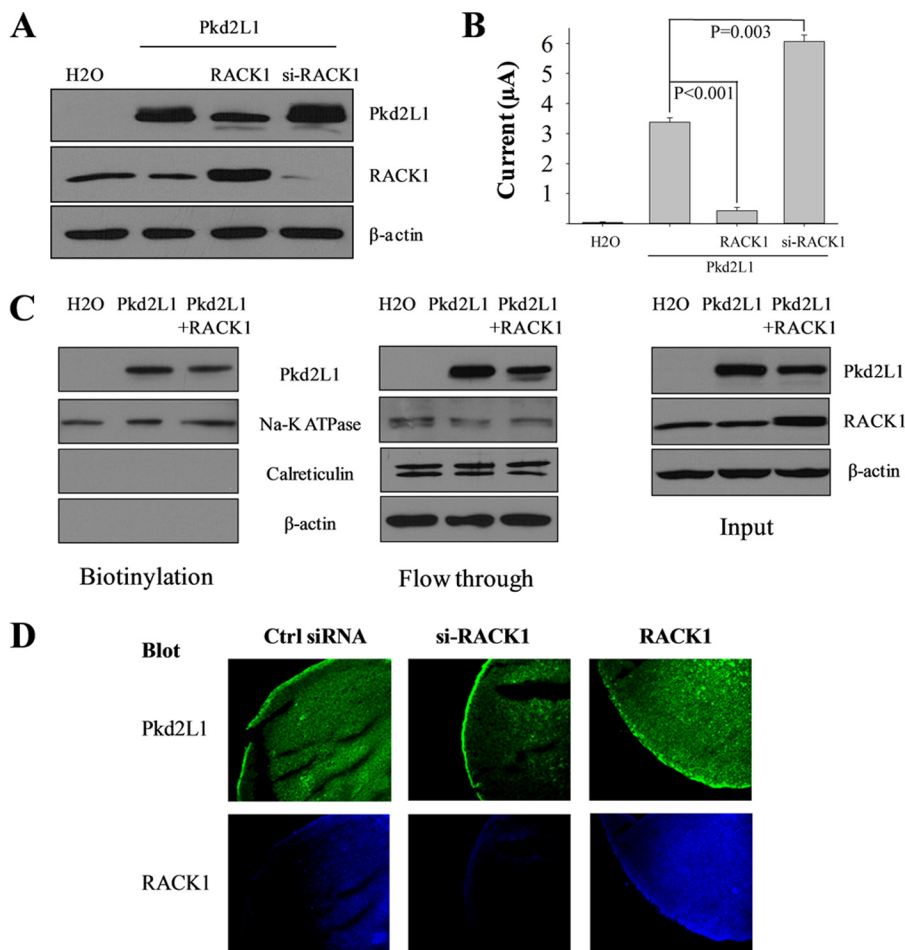 A
Pkd2L1
H2O RACK1 si-RACK1
Pkd2L1
RACK1
β-actin
B
Current (μA)
6
5
4
3
2
1
P=0.003
P<0.001
H2O RACK1 si-RACK1
Pkd2L1
C
H2O Pkd2L1 Pkd2L1
+RACK1
H2O Pkd2L1 Pkd2L1
+RACK1
H2O Pkd2L1 Pkd2L1
+RACK1
Pkd2L1
Na-K ATPase
Calreticulin
β-actin
Pkd2L1
RACK1
β-actin
Biotinylation
Flow through
Input
D
Blot
Ctrl siRNA si-RACK1 RACK1
Pkd2L1
RACK1